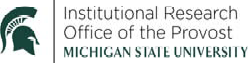 Institutional Research
Office of the Provost
MICHIGAN STATE UNIVERSITY